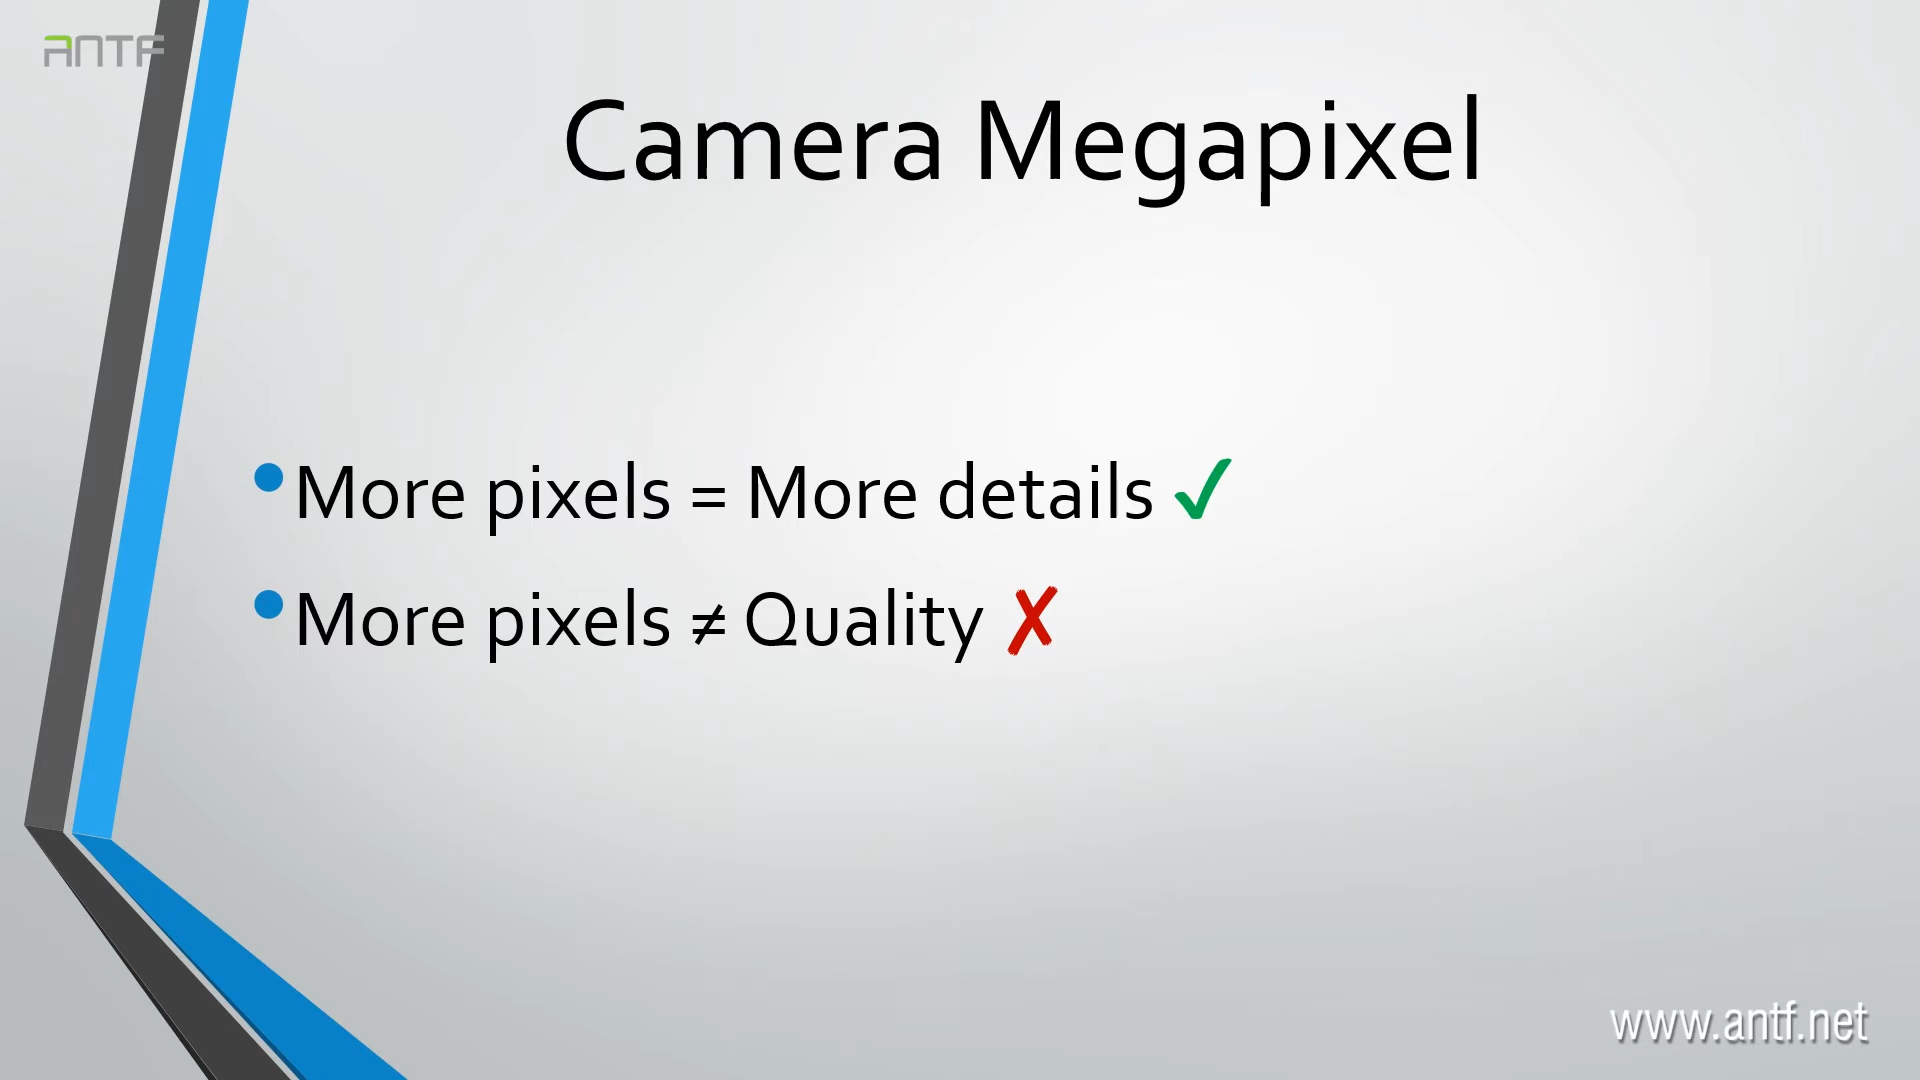 ANTF
Camera Megapixel
• More pixels = More details ✓
• More pixels ≠ Quality ✗
www.antf.net